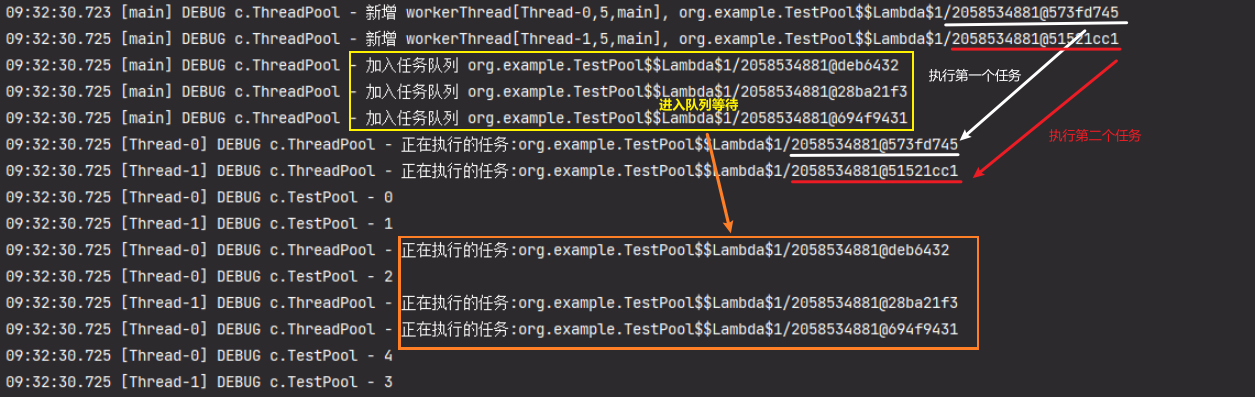 09:32:30.723 [main] DEBUG c.ThreadPool - 新增 workerThread[Thread-0,5,main], org.example.TestPool$$Lambda$1/2058534881@573fd745
09:32:30.725 [main] DEBUG c.ThreadPool - 新增 workerThread[Thread-1,5,main], org.example.TestPool$$Lambda$1/2058534881@51521cc1
09:32:30.725 [main] DEBUG c.ThreadPool - 加入任务队列 org.example.TestPool$$Lambda$1/2058534881@deb6432
执行第一个任务
09:32:30.725 [main] DEBUG c.ThreadPool - 加入任务队列 org.example.TestPool$$Lambda$1/2058534881@28ba21f3
进入队列等待
09:32:30.725 [main] DEBUG c.ThreadPool - 加入任务队列 org.example.TestPool$$Lambda$1/2058534881@694f9431
执行第二个任务
09:32:30.725 [Thread-0] DEBUG c.ThreadPool - 正在执行的任务:org.example.TestPool$$Lambda$1/2058534881@573fd745
09:32:30.725 [Thread-1] DEBUG c.ThreadPool - 正在执行的任务:org.example.TestPool$$Lambda$1/2058534881@51521cc1
09:32:30.725 [Thread-0] DEBUG c.TestPool - 0
09:32:30.725 [Thread-1] DEBUG c.TestPool - 1
09:32:30.725 [Thread-0] DEBUG c.ThreadPool - 正在执行的任务:org.example.TestPool$$Lambda$1/2058534881@deb6432
09:32:30.725 [Thread-0] DEBUG c.TestPool - 2
09:32:30.725 [Thread-1] DEBUG c.ThreadPool - 正在执行的任务:org.example.TestPool$$Lambda$1/2058534881@28ba21f3
09:32:30.725 [Thread-0] DEBUG c.ThreadPool - 正在执行的任务:org.example.TestPool$$Lambda$1/2058534881@694f9431
09:32:30.725 [Thread-0] DEBUG c.TestPool - 4
09:32:30.725 [Thread-1] DEBUG c.TestPool - 3